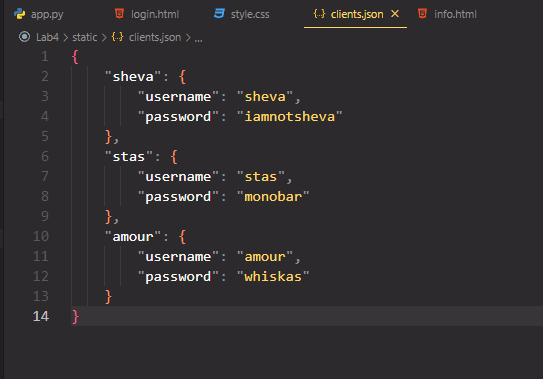 app.py login.html style.css {..} clients.json × info.html
Lab4 > static > {..} clients.json > ...
1 {
2 "sheva": {
3 "username": "sheva",
4 "password": "iamnotsheva"
5 },
6 "stas": {
7 "username": "stas",
8 "password": "monobar"
9 },
10 "amour": {
11 "username": "amour",
12 "password": "whiskas"
13 }
14 }